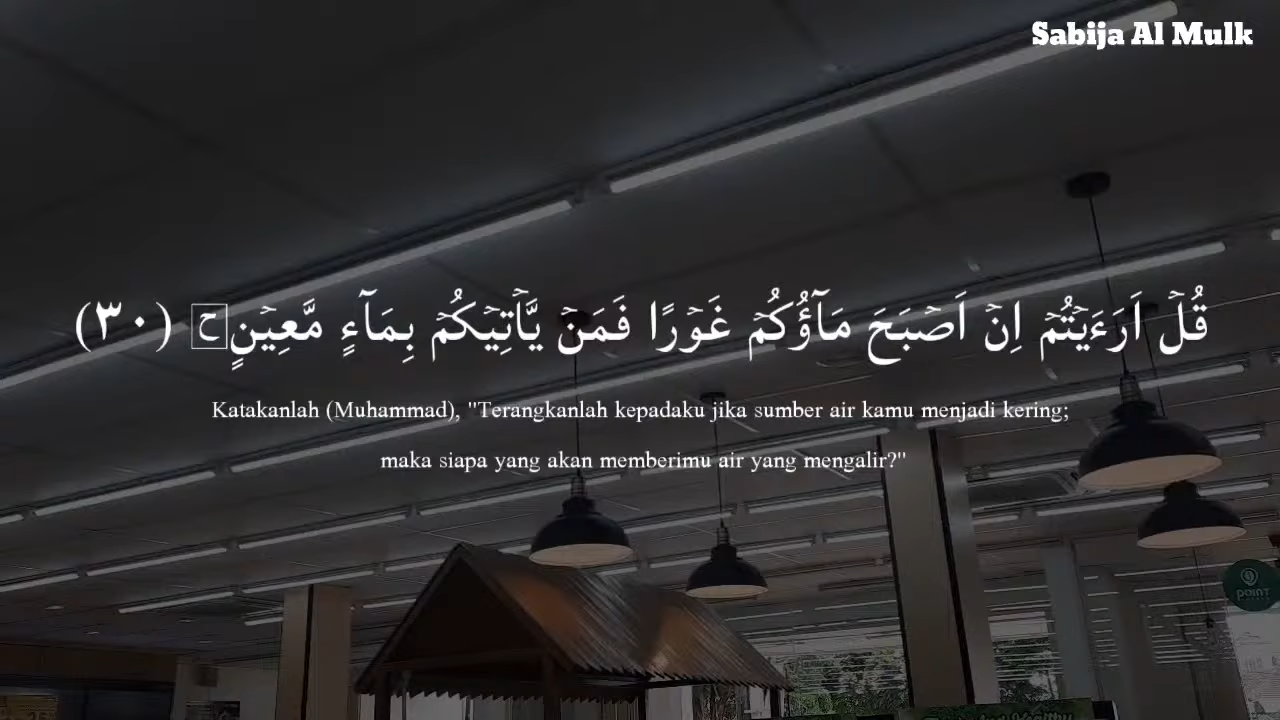 Sabija Al Mulk
قُلْ اَرَءَيْتُمْ اِنْ اَصْبَحَ مَآؤُكُمْ غَوْرًا فَمَنْ يَّأْتِيْكُمْ بِمَآءٍ مَّعِيْنٍ ࣖ (٣٠)
Katakanlah (Muhammad), "Terangkanlah kepadaku jika sumber air kamu menjadi kering;
maka siapa yang akan memberimu air yang mengalir?"
poinT